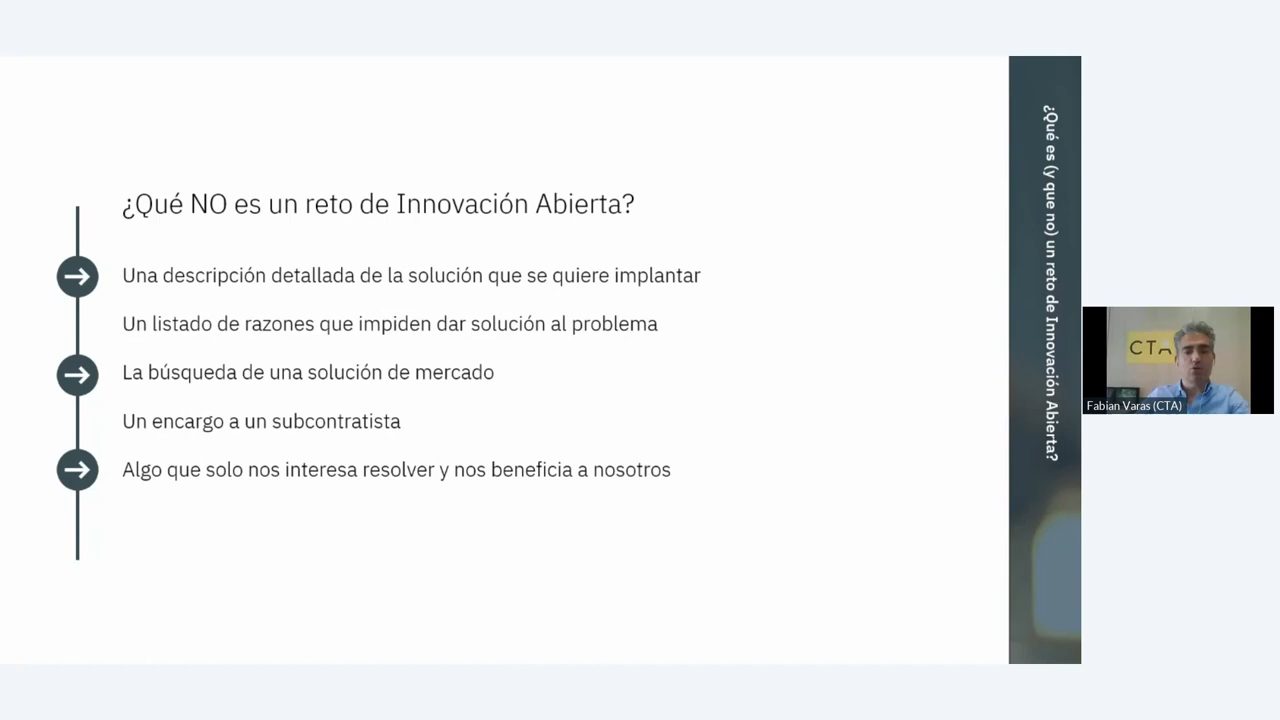 ¿Qué NO es un reto de Innovación Abierta?
Una descripción detallada de la solución que se quiere implantar
Un listado de razones que impiden dar solución al problema
La búsqueda de una solución de mercado
Un encargo a un subcontratista
Algo que solo nos interesa resolver y nos beneficia a nosotros
¿Qué es (y que no) un reto de Innovación Abierta?
CTA
Fabian Varas (CTA)